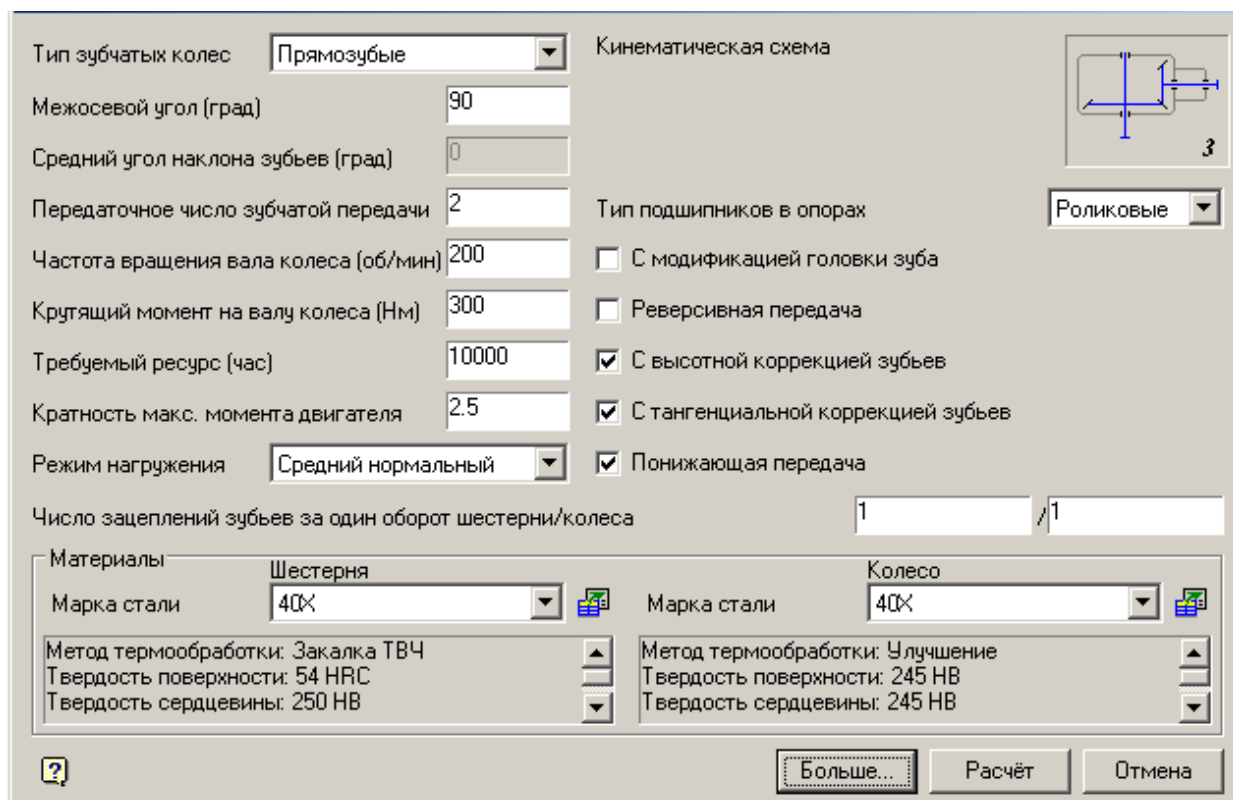 Тип зубчатых колес Прямозубые Кинематическая схема
Межосевой угол (град) 90
Средний угол наклона зубьев (град) 0 3
Передаточное число зубчатой передачи 2 Тип подшипников в опорах Роликовые
Частота вращения вала колеса (об/мин) 200 С модификацией головки зуба
Крутящий момент на валу колеса (Нм) 300 Реверсивная передача
Требуемый ресурс (час) 10000 С высотной коррекцией зубьев
Кратность макс. момента двигателя 2.5 С тангенциальной коррекцией зубьев
Режим нагружения Средний нормальный Понижающая передача
Число зацеплений зубьев за один оборот шестерни/колеса 1 / 1
Материалы
Шестерня Колесо
Марка стали 40Х Марка стали 40Х
Метод термообработки: Закалка ТВЧ Метод термообработки: Улучшение
Твердость поверхности: 54 HRC Твердость поверхности: 245 HB
Твердость сердцевины: 250 HB Твердость сердцевины: 245 HB
? Больше... Расчёт Отмена